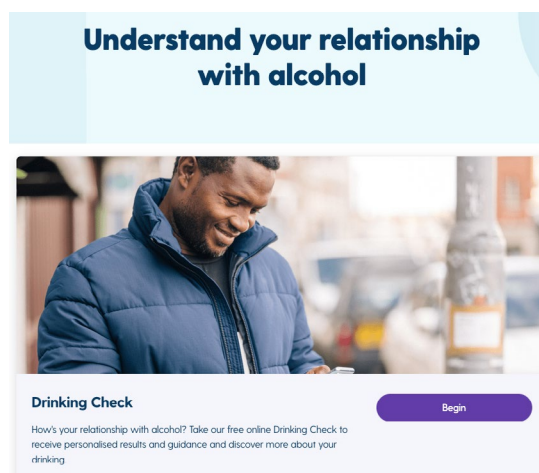 Understand your relationship
with alcohol
Drinking Check
Begin
How's your relationship with alcohol? Take our free online Drinking Check to
receive personalised results and guidance and discover more about your
drinking.